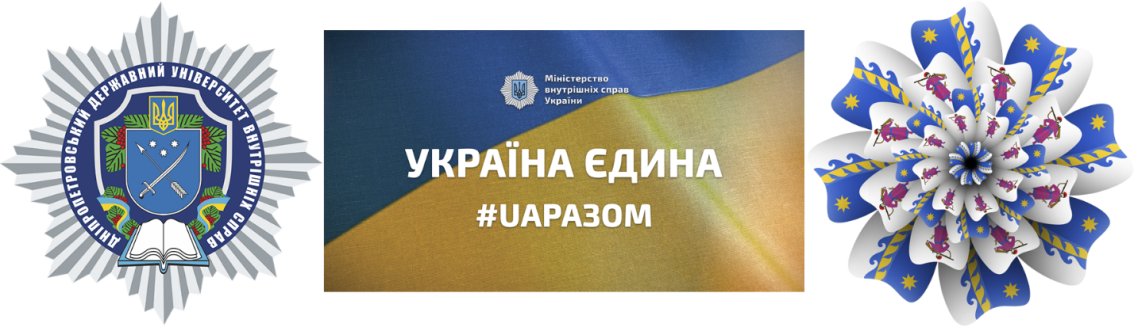 ДНІПРОПЕТРОВСЬКИЙ ДЕРЖАВНИЙ УНІВЕРСИТЕТ ВНУТРІШНІХ СПРАВ
Міністерство
внутрішніх справ
України
УКРАЇНА ЄДИНА
#UAРАЗОМ